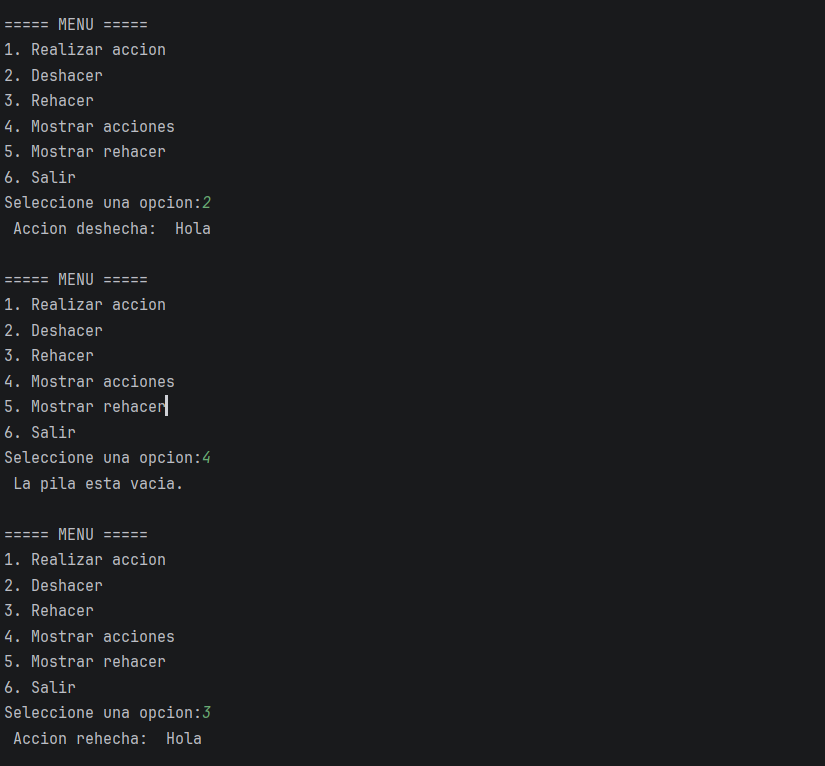 ===== MENU =====
1. Realizar accion
2. Deshacer
3. Rehacer
4. Mostrar acciones
5. Mostrar rehacer
6. Salir
Seleccione una opcion:2
 Accion deshecha:  Hola

===== MENU =====
1. Realizar accion
2. Deshacer
3. Rehacer
4. Mostrar acciones
5. Mostrar rehacer
6. Salir
Seleccione una opcion:4
 La pila esta vacia.

===== MENU =====
1. Realizar accion
2. Deshacer
3. Rehacer
4. Mostrar acciones
5. Mostrar rehacer
6. Salir
Seleccione una opcion:3
 Accion rehecha:  Hola